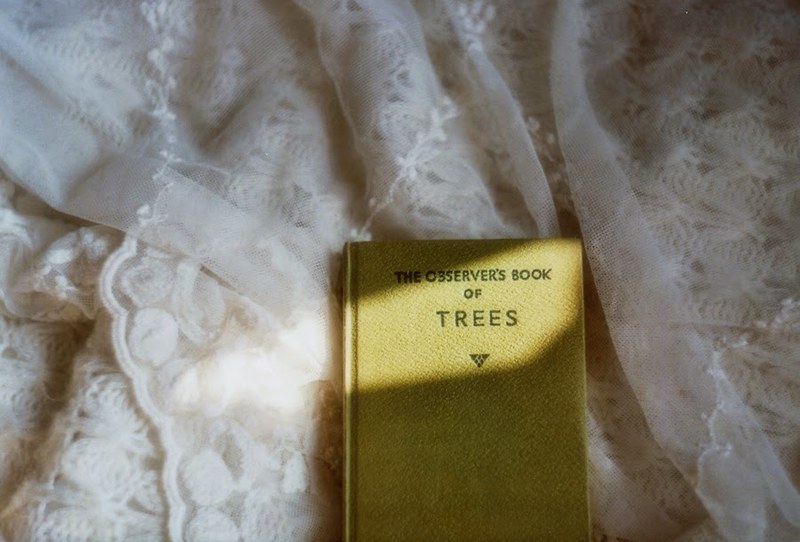 THE OBSERVER'S BOOK
OF
TREES